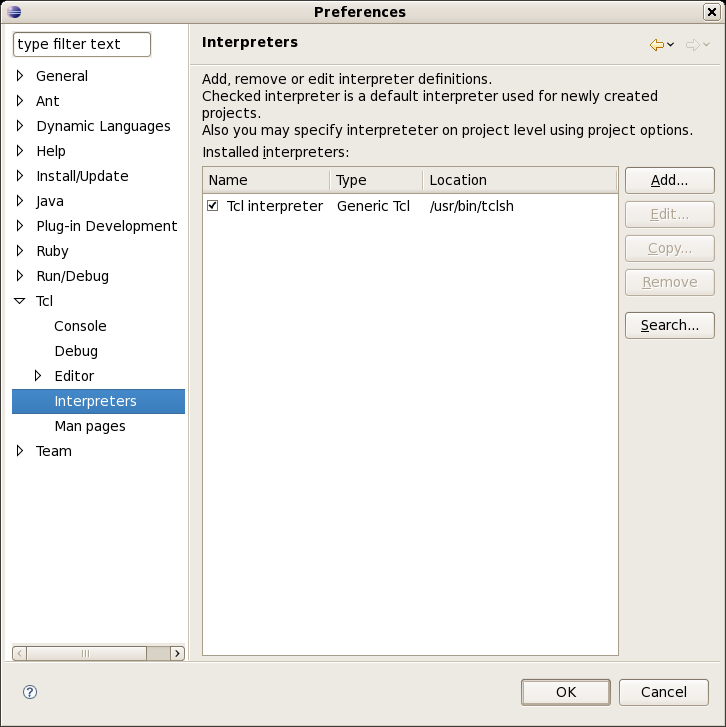 Preferences
type filter text
General
Ant
Dynamic Languages
Help
Install/Update
Java
Plug-in Development
Ruby
Run/Debug
Tcl
Console
Debug
Editor
Interpreters
Man pages
Team
Interpreters
Add, remove or edit interpreter definitions.
Checked interpreter is a default interpreter used for newly created
projects.
Also you may specify interpreteter on project level using project options.
Installed interpreters:
Name Type Location
Tcl interpreter Generic Tcl /usr/bin/tclsh
Add...
Edit...
Copy...
Remove
Search...
?
OK Cancel